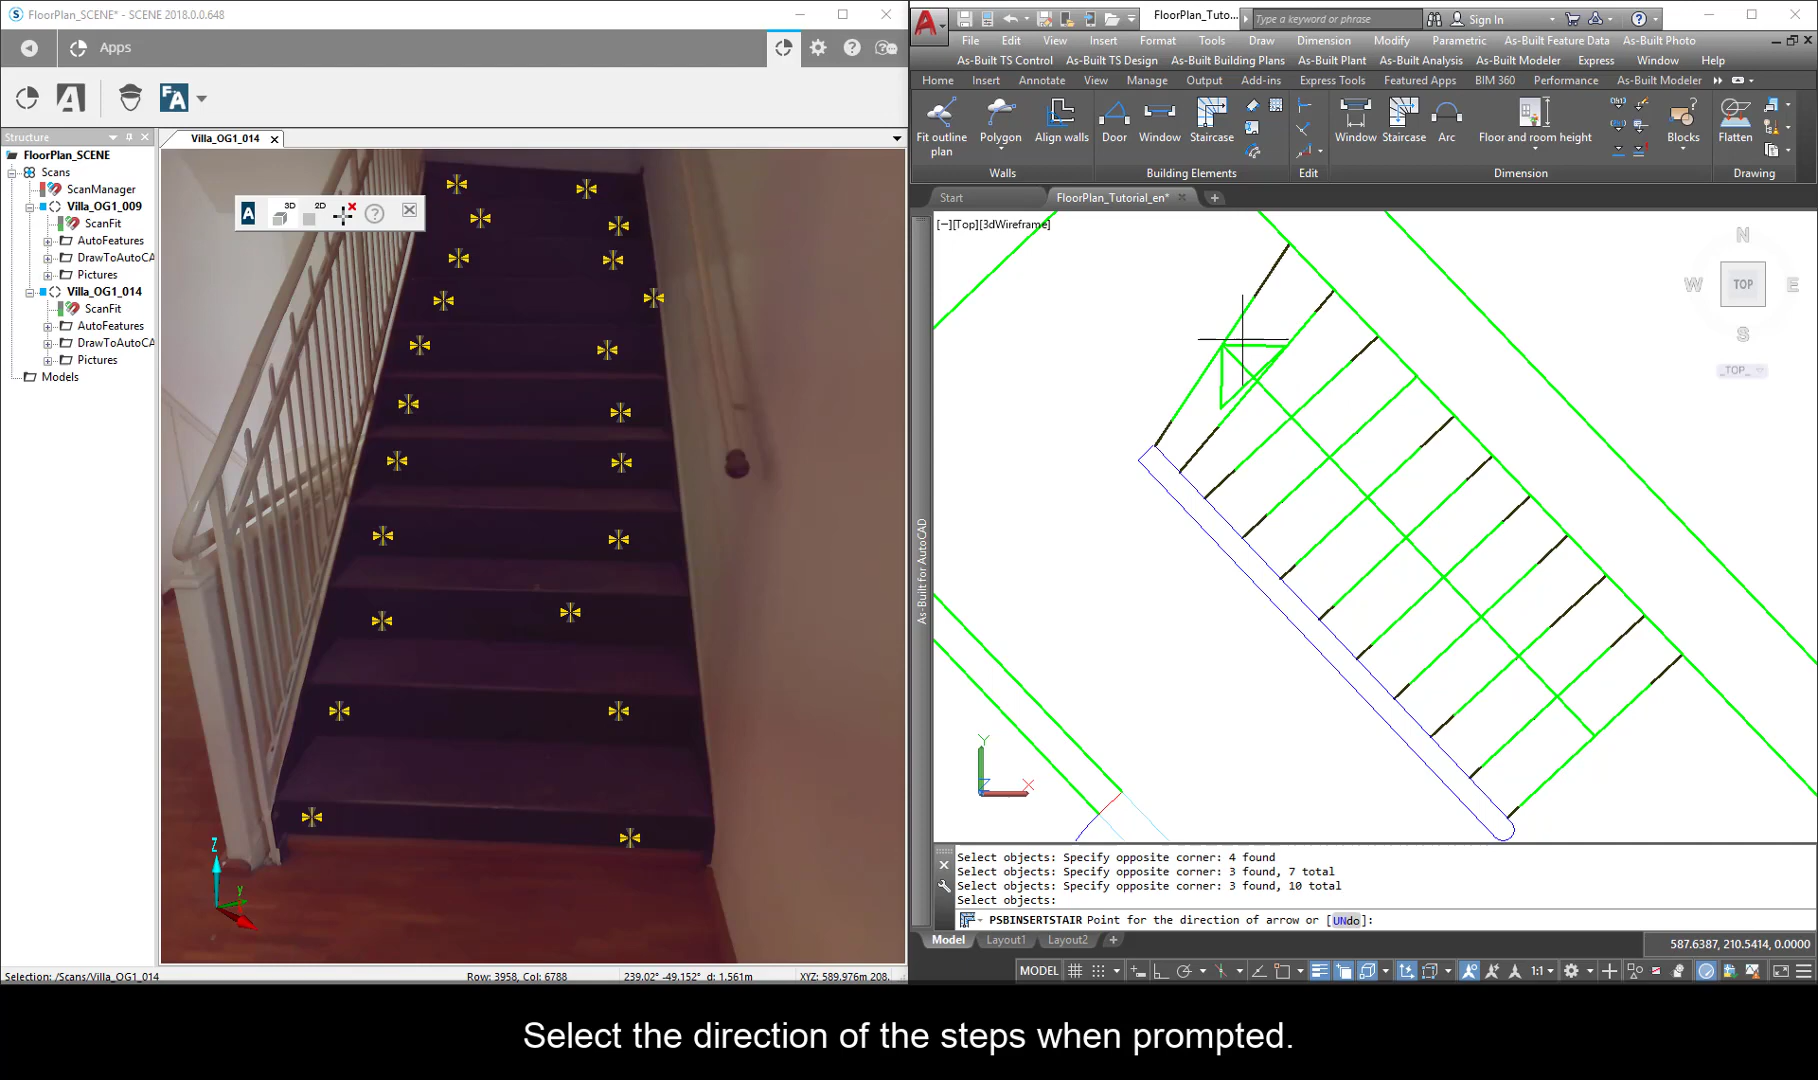 FloorPlan_SCENE* - SCENE 2018.0.0.648
Apps
Structure
FloorPlan_SCENE
Scans
ScanManager
Villa_OG1_009
ScanFit
AutoFeatures
DrawToAutoCA
Pictures
Villa_OG1_014
ScanFit
AutoFeatures
DrawToAutoCA
Pictures
Models
Villa_OG1_014
3D
2D
Z
y
Selection: /Scans/Villa_OG1_014
Row: 3958, Col: 6788
239.02° -49.152° d: 1.561m
XYZ: 589.976m 208.
FloorPlan_Tuto...
Type a keyword or phrase
Sign In
File Edit View Insert Format Tools Draw Dimension Modify Parametric As-Built Feature Data As-Built Photo
As-Built TS Control As-Built TS Design As-Built Building Plans As-Built Plant As-Built Analysis As-Built Modeler Express Window Help
Home Insert Annotate View Manage Output Add-ins Express Tools Featured Apps BIM 360 Performance As-Built Modeler
Fit outline plan
Polygon
Align walls
Door
Window
Staircase
Window
Staircase
Arc
Floor and room height
Blocks
Flatten
Walls
Building Elements
Edit
Dimension
Drawing
Start
FloorPlan_Tutorial_en*
[−][Top][3dWireframe]
N
W
TOP
E
S
_TOP_
As-Built for AutoCAD
Y
X
Z
Select objects: Specify opposite corner: 4 found
Select objects: Specify opposite corner: 3 found, 7 total
Select objects: Specify opposite corner: 3 found, 10 total
Select objects:
PSBINSERTSTAIR Point for the direction of arrow or [UNdo]:
Model
Layout1
Layout2
587.6387, 210.5414, 0.0000
MODEL
1:1
Select the direction of the steps when prompted.